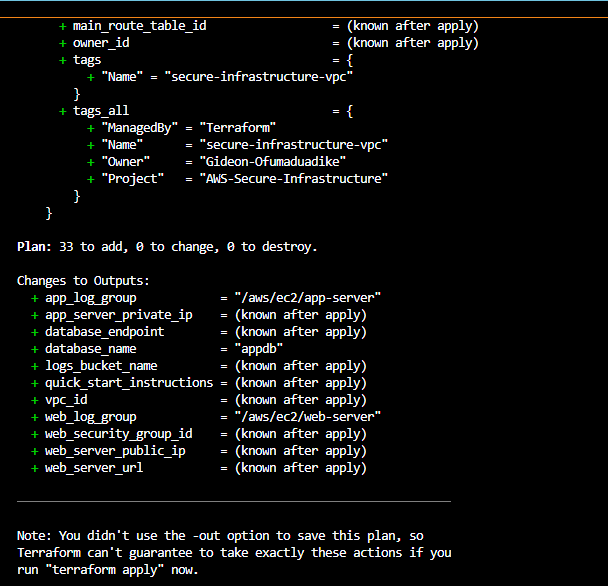 + main_route_table_id = (known after apply)
+ owner_id = (known after apply)
+ tags = {
+ "Name" = "secure-infrastructure-vpc"
}
+ tags_all = {
+ "ManagedBy" = "Terraform"
+ "Name" = "secure-infrastructure-vpc"
+ "Owner" = "Gideon-Ofumaduadike"
+ "Project" = "AWS-Secure-Infrastructure"
}
}
Plan: 33 to add, 0 to change, 0 to destroy.
Changes to Outputs:
+ app_log_group = "/aws/ec2/app-server"
+ app_server_private_ip = (known after apply)
+ database_endpoint = (known after apply)
+ database_name = "appdb"
+ logs_bucket_name = (known after apply)
+ quick_start_instructions = (known after apply)
+ vpc_id = (known after apply)
+ web_log_group = "/aws/ec2/web-server"
+ web_security_group_id = (known after apply)
+ web_server_public_ip = (known after apply)
+ web_server_url = (known after apply)
Note: You didn't use the -out option to save this plan, so
Terraform can't guarantee to take exactly these actions if you
run "terraform apply" now.